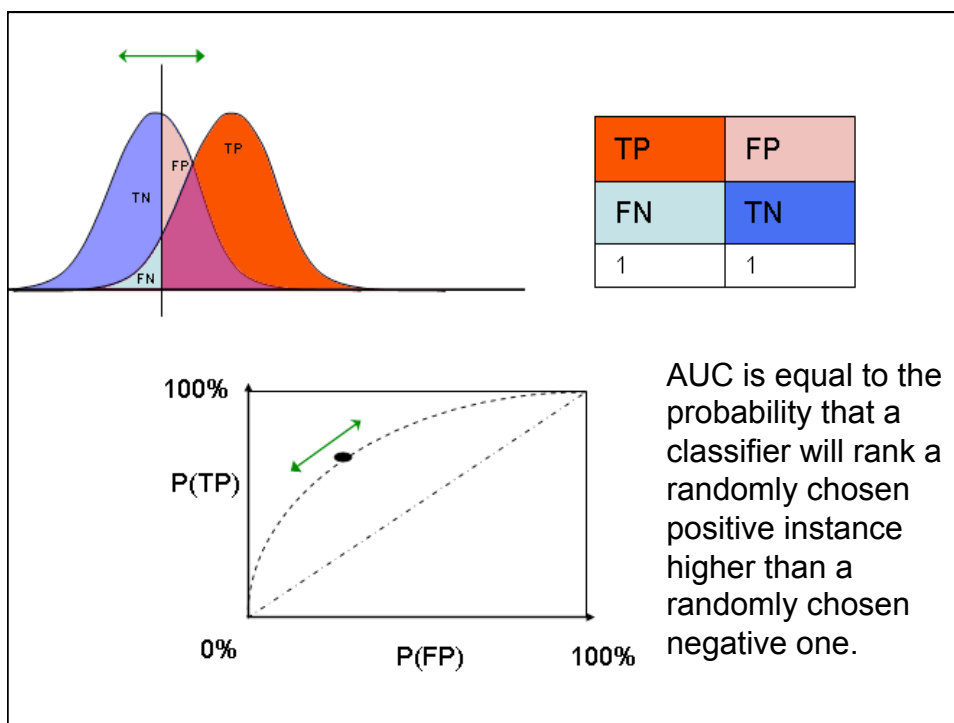 TP
FP
TN
FN
TP FP
FN TN
1 1
100%
P(TP)
0%
P(FP)
100%
AUC is equal to the
probability that a
classifier will rank a
randomly chosen
positive instance
higher than a
randomly chosen
negative one.